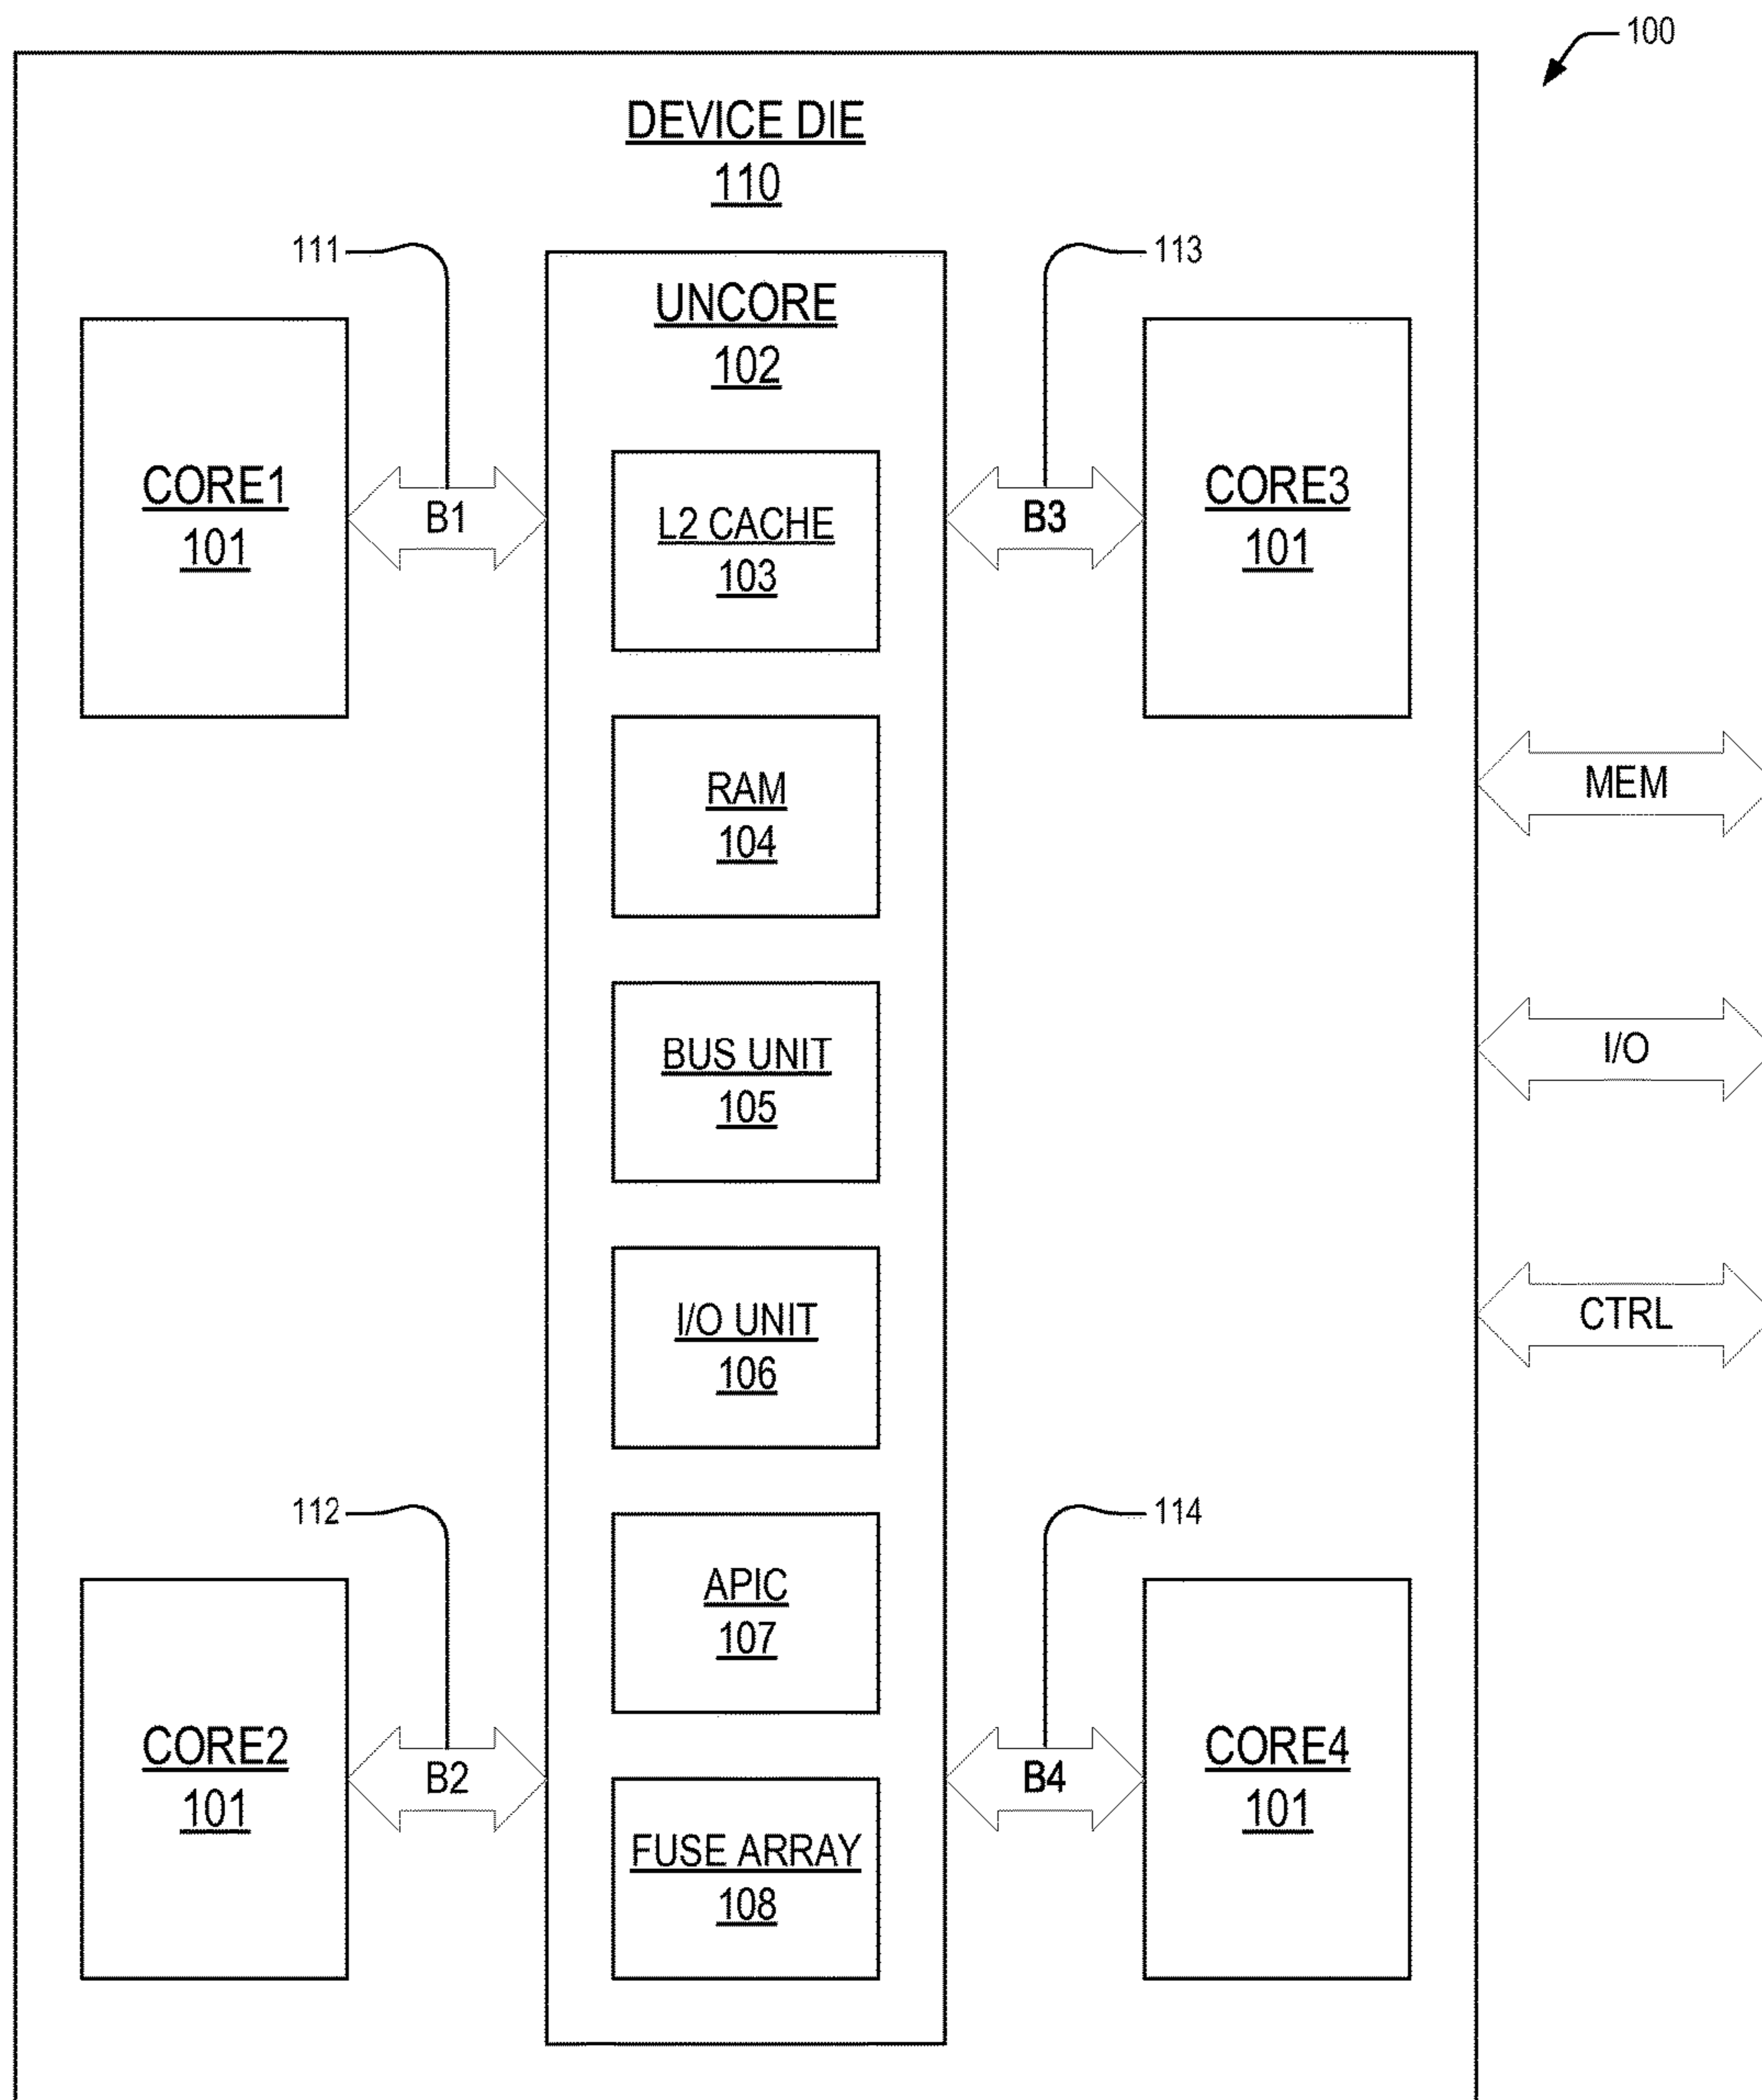 100
DEVICE DIE
110
111
113
UNCORE
102
CORE1
101
B1
L2 CACHE
103
B3
CORE3
101
RAM
104
MEM
BUS UNIT
105
I/O
I/O UNIT
106
CTRL
112
114
APIC
107
CORE2
101
B2
B4
CORE4
101
FUSE ARRAY
108